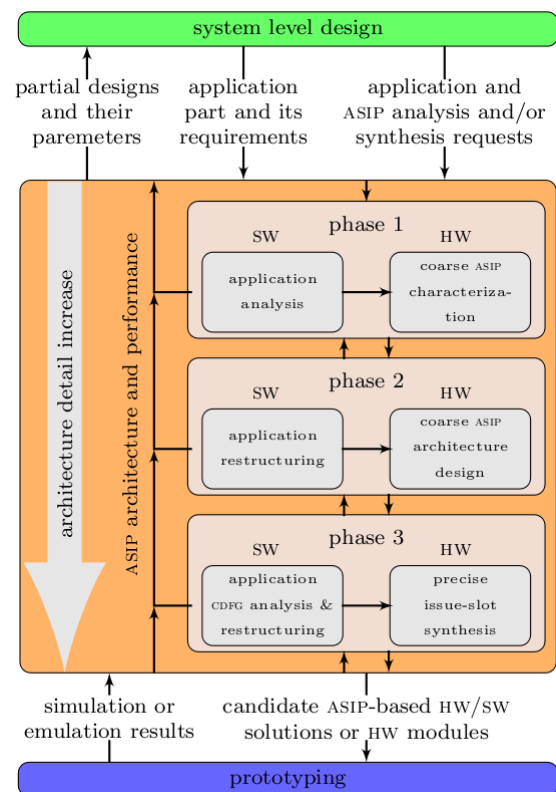 system level design
partial designs
and their
paremeters
application
part and its
requirements
application and
ASIP analysis and/or
synthesis requests
architecture detail increase
ASIP architecture and performance
phase 1
SW
HW
application
analysis
coarse ASIP
characteriza-
tion
phase 2
SW
HW
application
restructuring
coarse ASIP
architecture
design
phase 3
SW
HW
application
CDFG analysis &
restructuring
precise
issue-slot
synthesis
simulation or
emulation results
candidate ASIP-based HW/SW
solutions or HW modules
prototyping